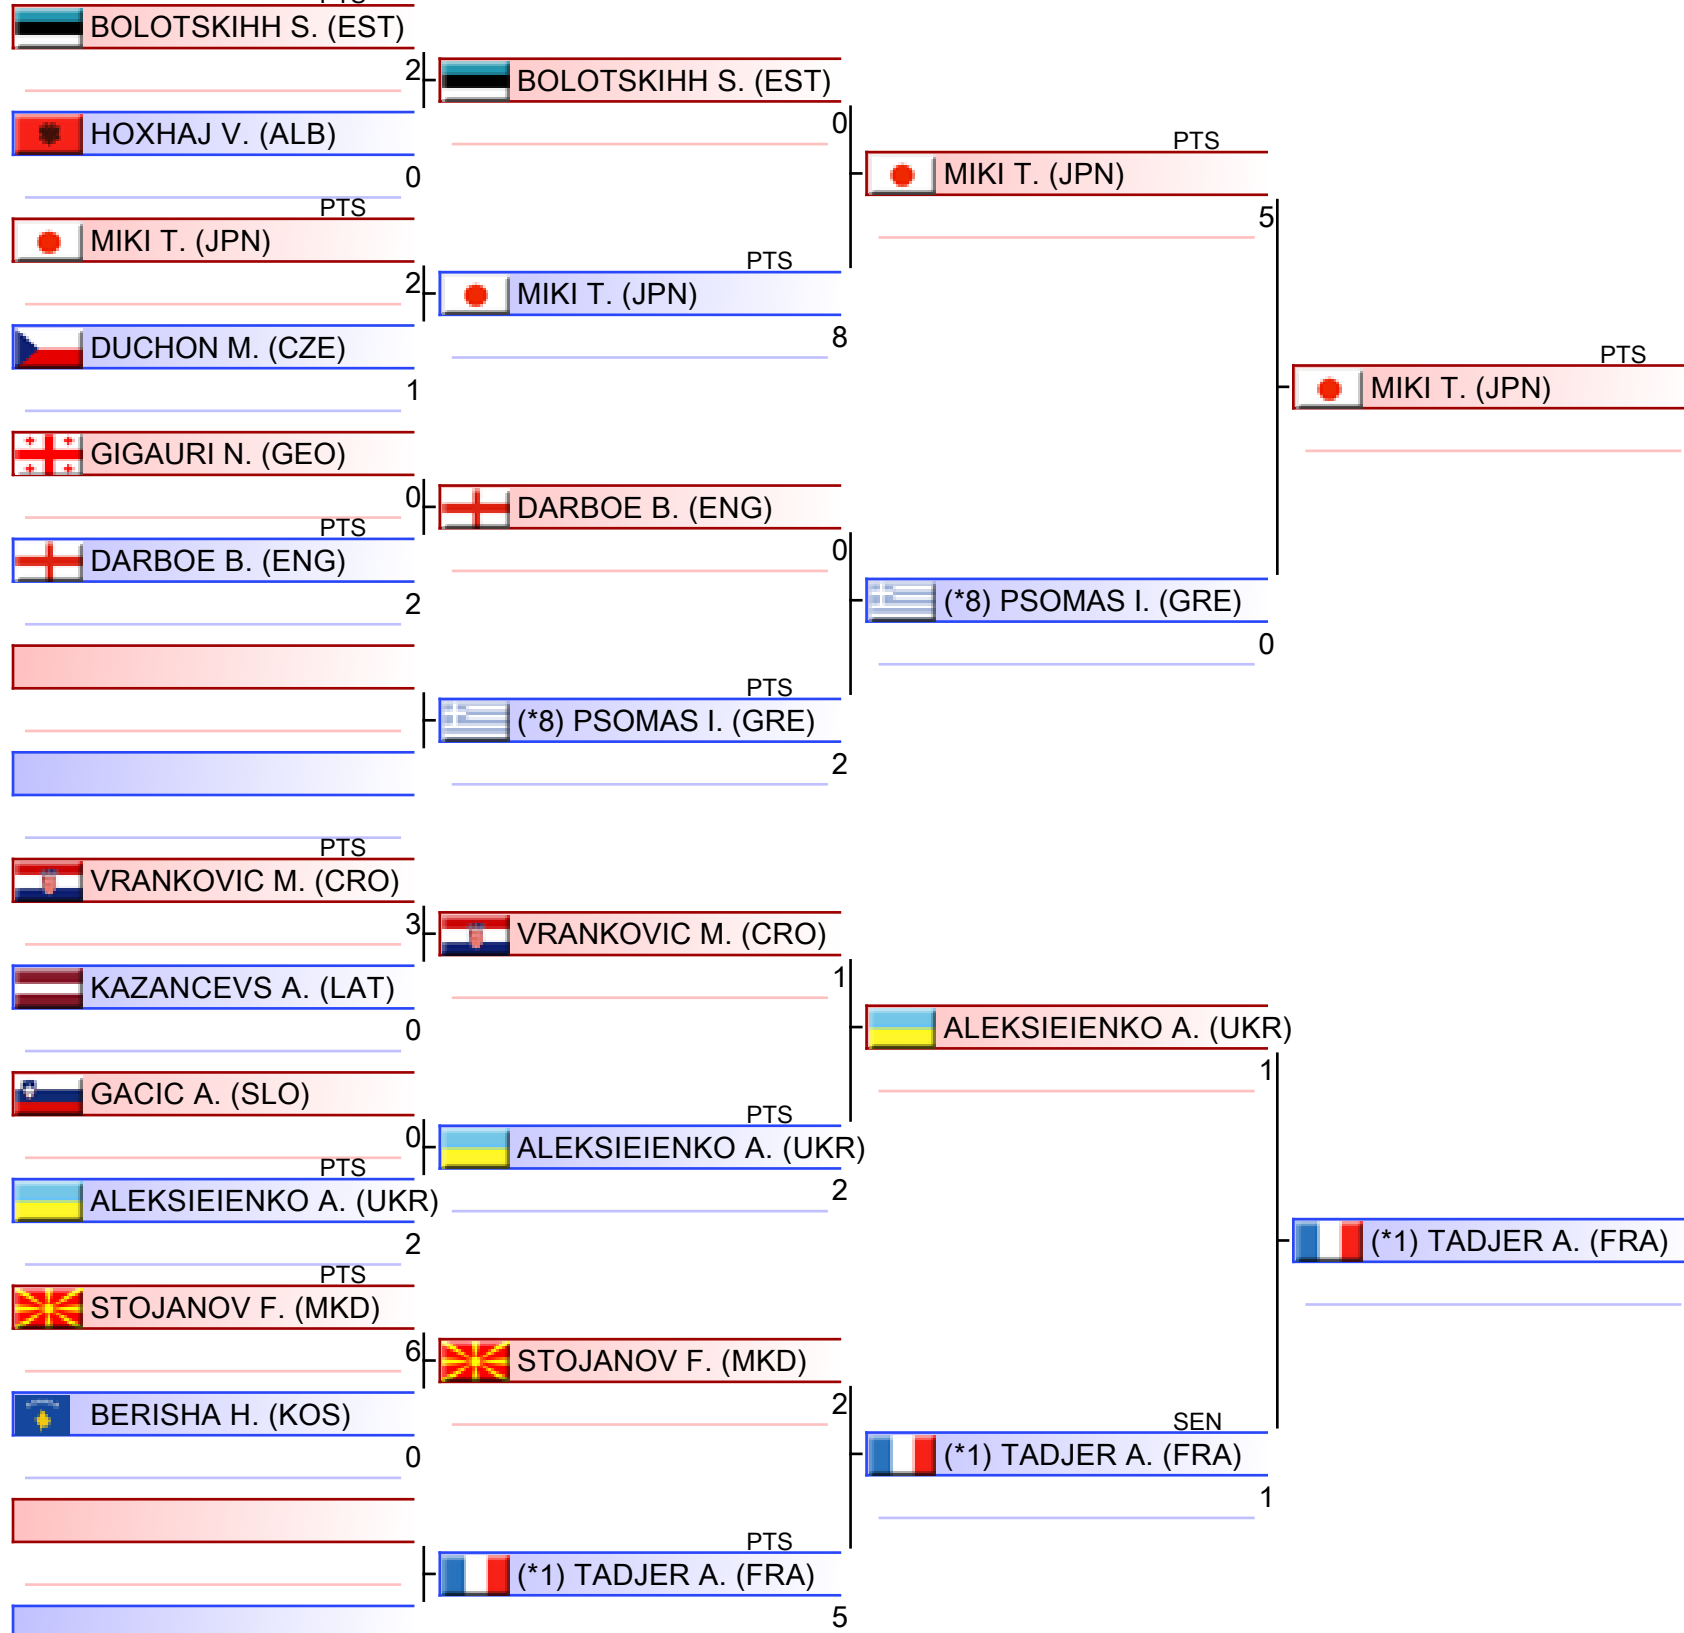 PTS
BOLOTSKIHH S. (EST)
2
BOLOTSKIHH S. (EST)
HOXHAJ V. (ALB)
0
0
PTS
MIKI T. (JPN)
5
PTS
MIKI T. (JPN)
2
PTS
MIKI T. (JPN)
8
DUCHON M. (CZE)
1
PTS
MIKI T. (JPN)
GIGAURI N. (GEO)
0
DARBOE B. (ENG)
0
PTS
DARBOE B. (ENG)
2
(*8) PSOMAS I. (GRE)
0
PTS
(*8) PSOMAS I. (GRE)
2
PTS
VRANKOVIC M. (CRO)
3
VRANKOVIC M. (CRO)
1
KAZANCEVS A. (LAT)
0
ALEKSIEIENKO A. (UKR)
1
GACIC A. (SLO)
0
PTS
ALEKSIEIENKO A. (UKR)
2
PTS
ALEKSIEIENKO A. (UKR)
2
(*1) TADJER A. (FRA)
PTS
STOJANOV F. (MKD)
6
STOJANOV F. (MKD)
2
BERISHA H. (KOS)
0
SEN
(*1) TADJER A. (FRA)
1
PTS
(*1) TADJER A. (FRA)
5